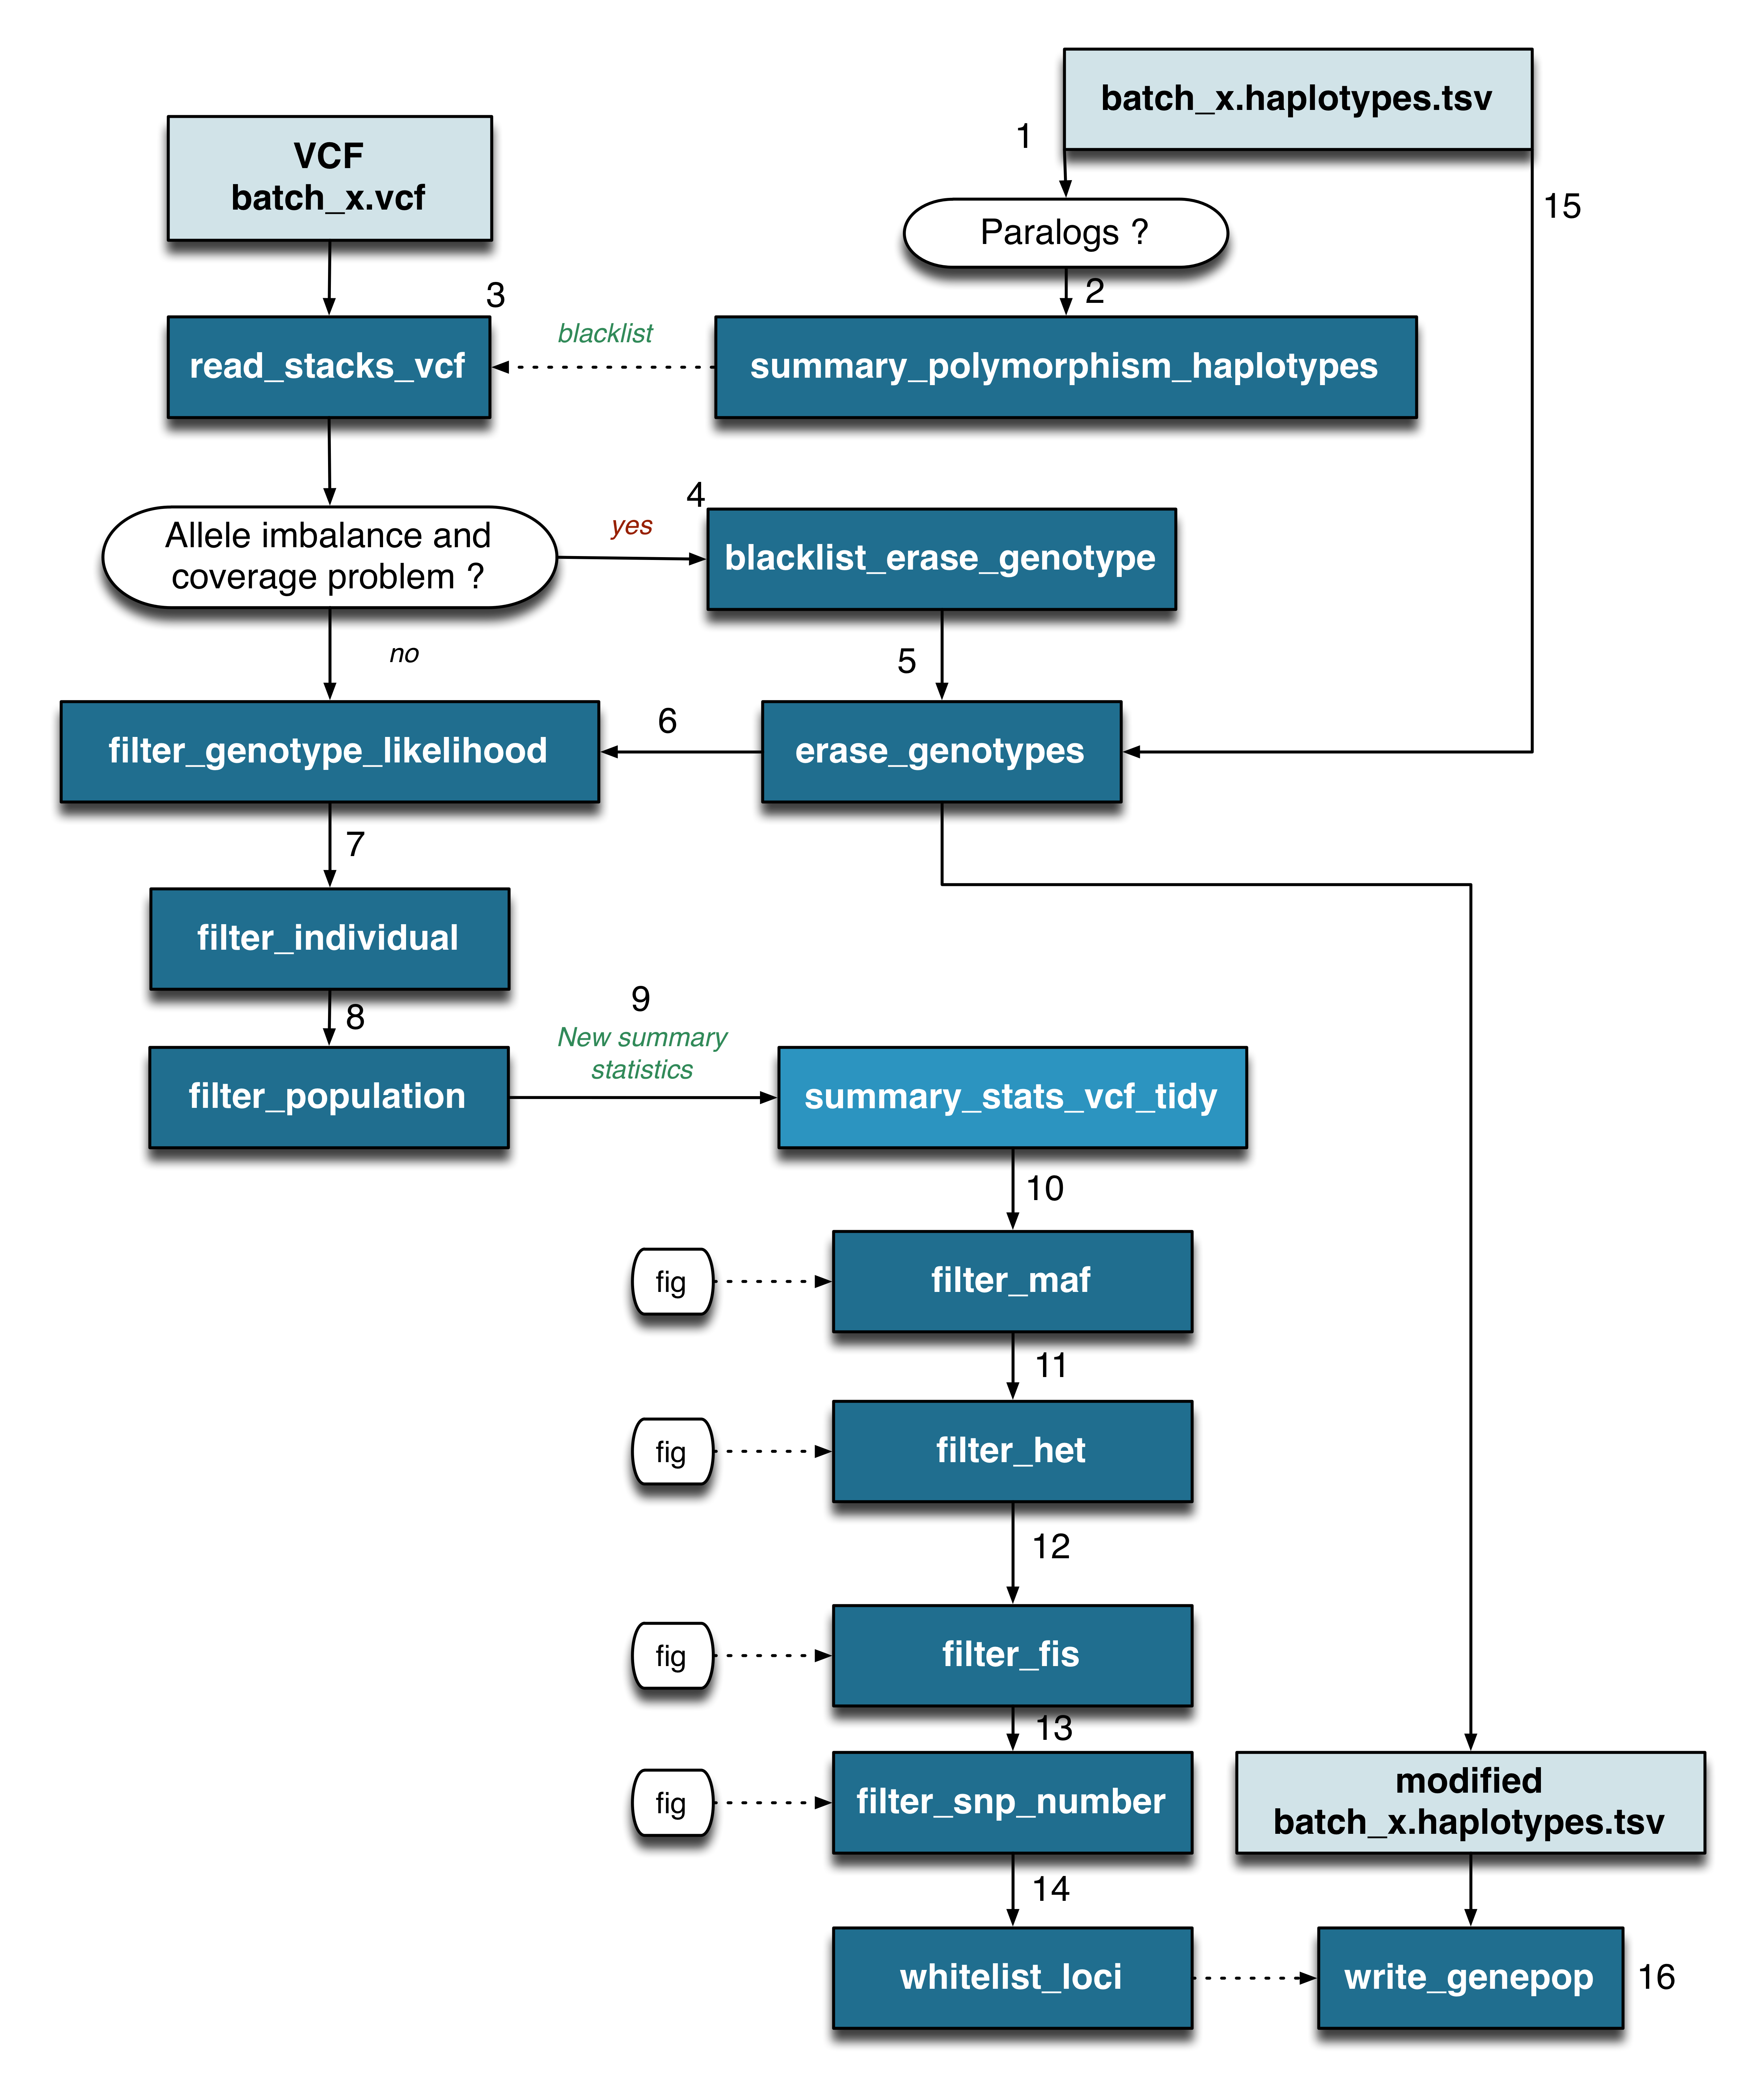 batch_x.haplotypes.tsv
1
VCF
batch_x.vcf
15
Paralogs ?
2
3
read_stacks_vcf
blacklist
summary_polymorphism_haplotypes
Allele imbalance and
coverage problem ?
yes
4
blacklist_erase_genotype
no
5
filter_genotype_likelihood
6
erase_genotypes
7
filter_individual
8
9
New summary
statistics
filter_population
summary_stats_vcf_tidy
10
fig
filter_maf
11
fig
filter_het
12
fig
filter_fis
13
fig
filter_snp_number
modified
batch_x.haplotypes.tsv
14
whitelist_loci
write_genepop
16